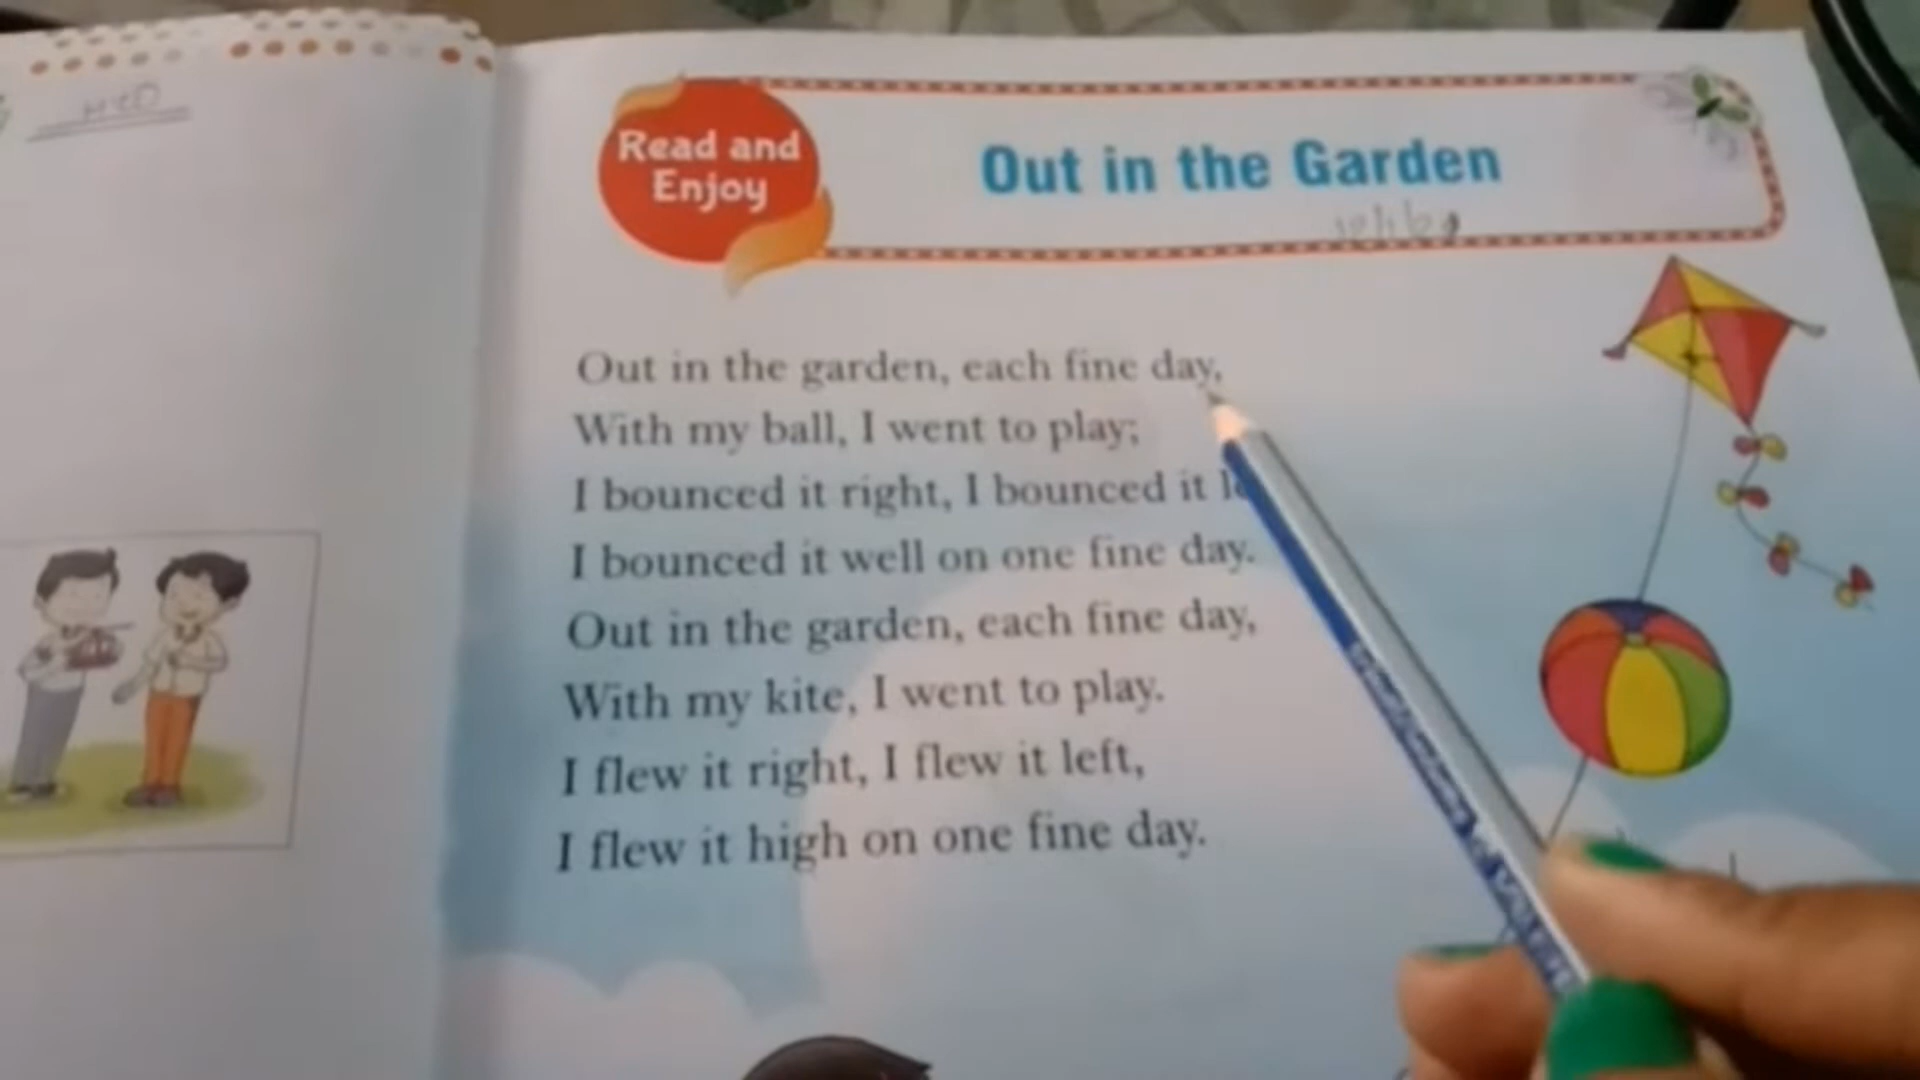 Read and
Enjoy
Out in the Garden
Out in the garden, each fine day,
With my ball, I went to play;
I bounced it right, I bounced it
I bounced it well on one fine day.
Out in the garden, each fine day,
With my kite, I went to play.
I flew it right, I flew it left,
I flew it high on one fine day.